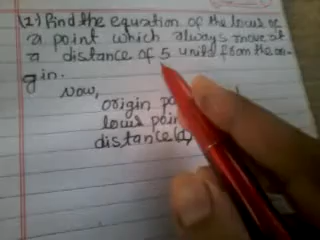 (2) Find the equation of the locus of
a point which always move at
a distance of 5 units from the ori-
gin.
Now,
origin
locus poin
distance(d)